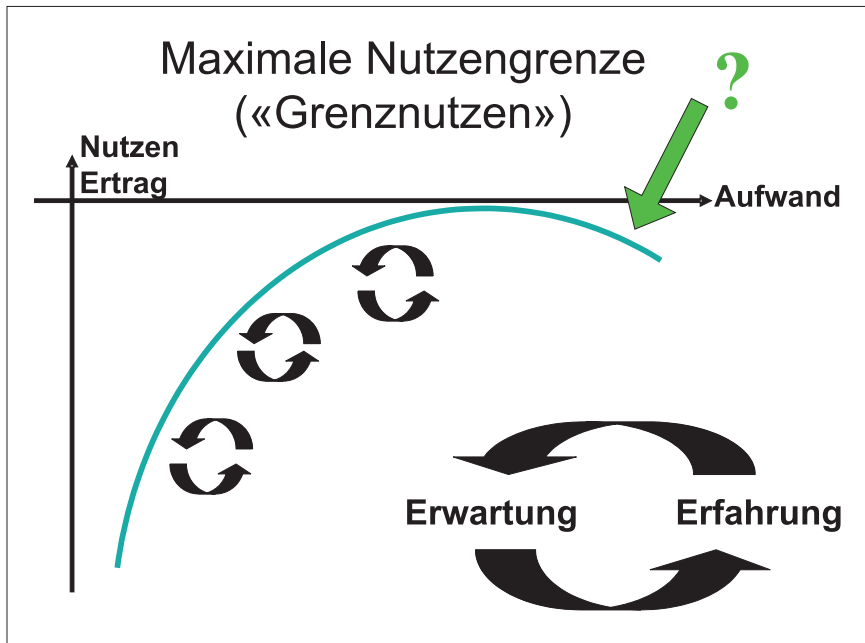 Maximale Nutzengrenze
(«Grenznutzen»)
?
Nutzen
Ertrag
Aufwand
Erwartung
Erfahrung